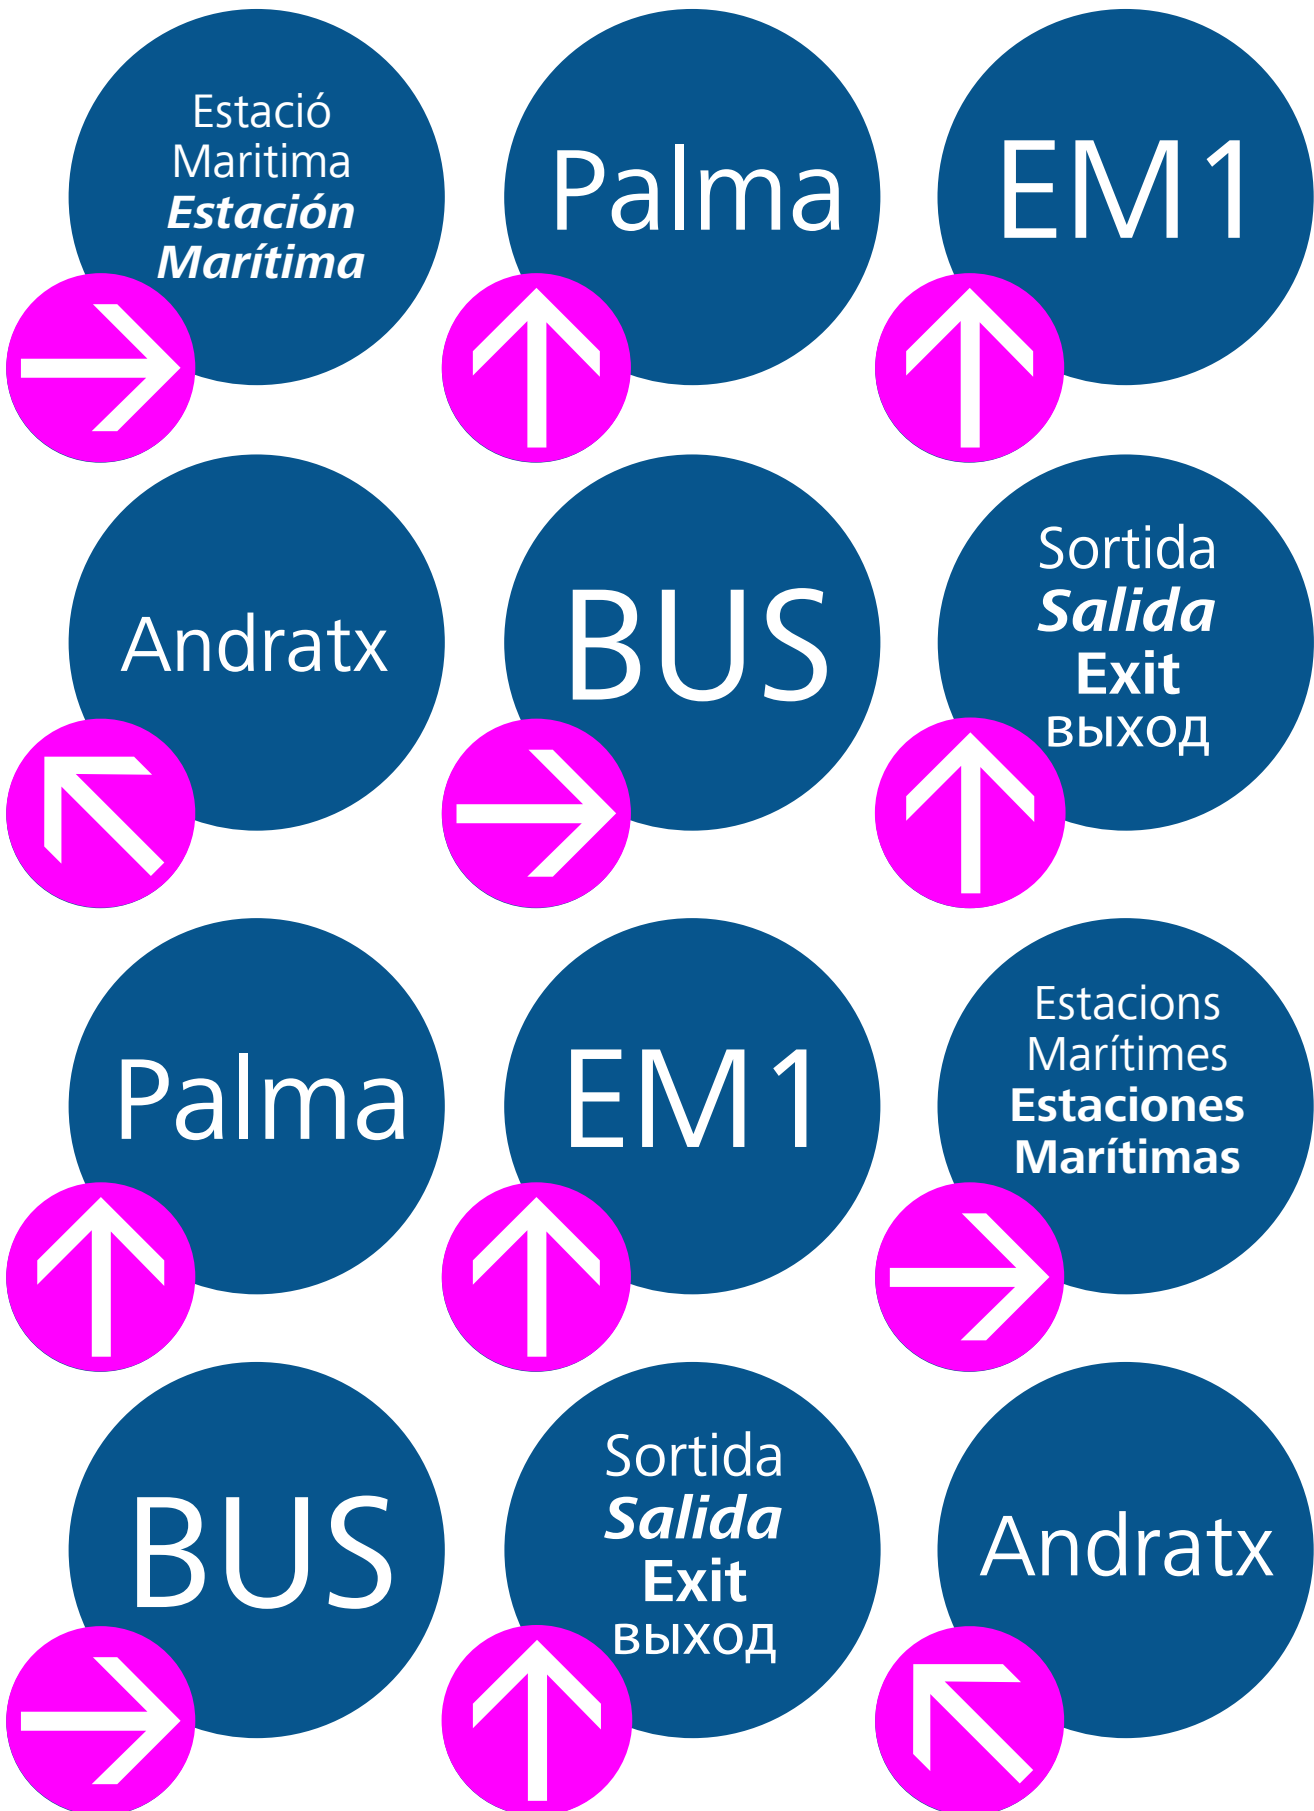 Estació
Maritima
Estación
Marítima
Palma
EM1
Andratx
BUS
Sortida
Salida
Exit
выход
Palma
EM1
Estacions
Marítimes
Estaciones
Marítimas
BUS
Sortida
Salida
Exit
выход
Andratx